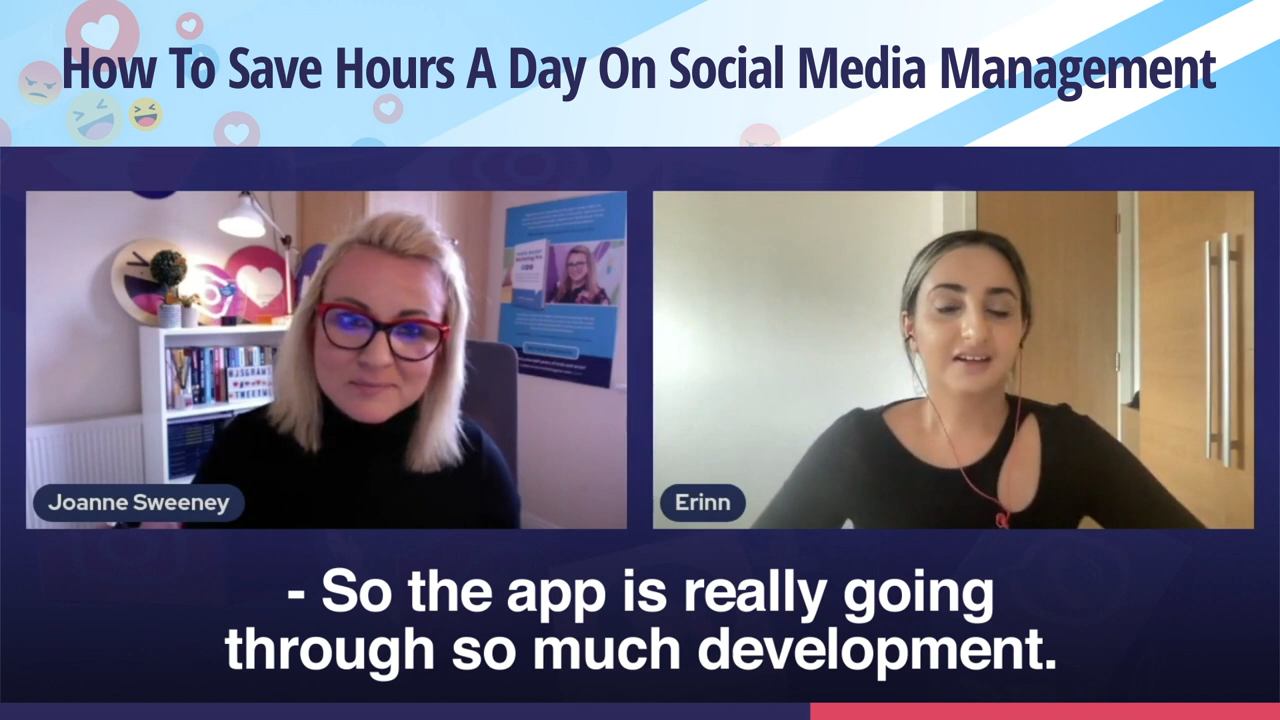 How To Save Hours A Day On Social Media Management
Joanne Sweeney
Erinn
- So the app is really going
through so much development.